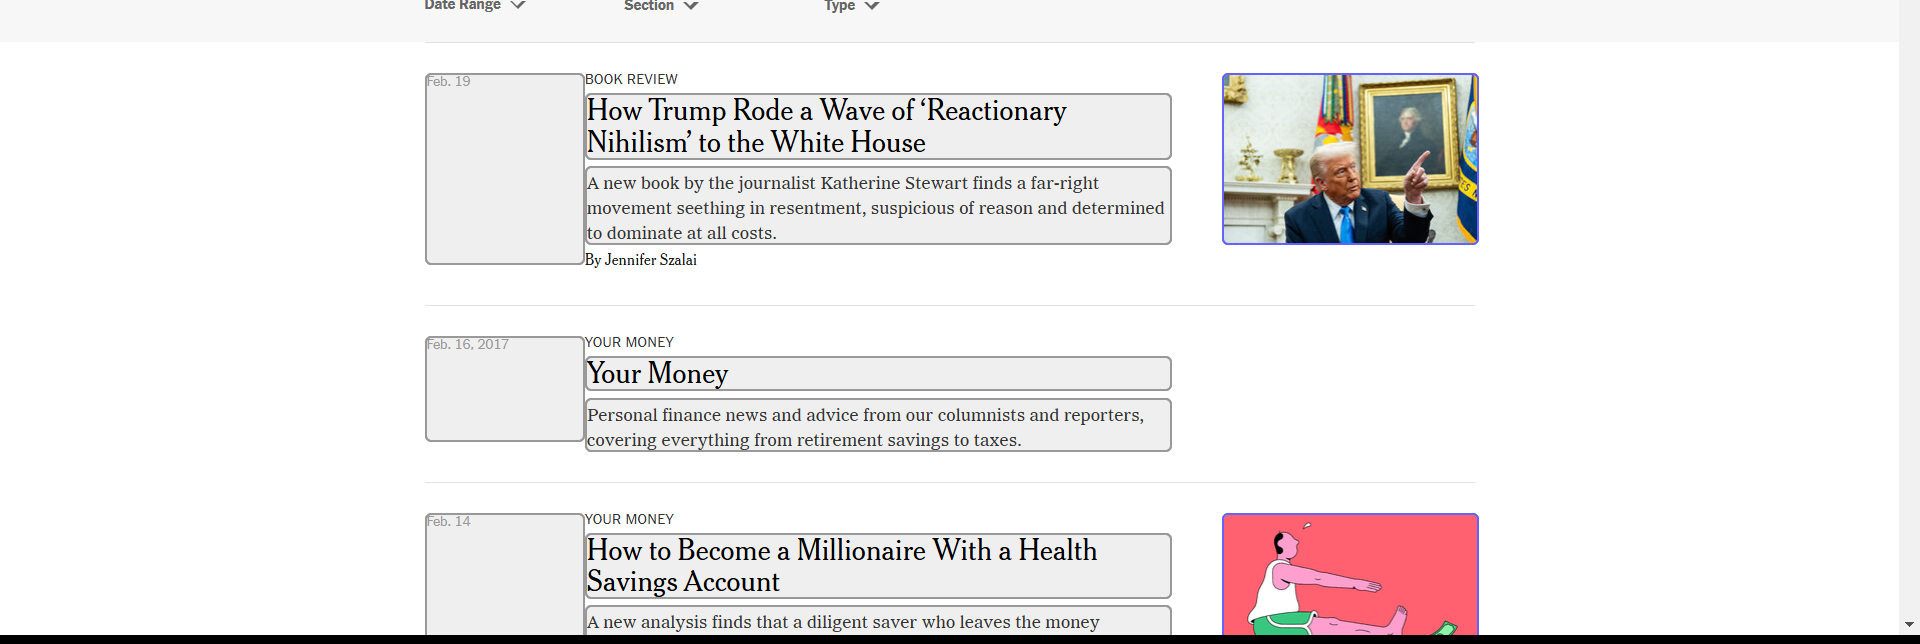 Date Range
Section
Type
Feb. 19
BOOK REVIEW
How Trump Rode a Wave of ‘Reactionary
Nihilism’ to the White House
A new book by the journalist Katherine Stewart finds a far-right
movement seething in resentment, suspicious of reason and determined
to dominate at all costs.
By Jennifer Szalai
Feb. 16, 2017
YOUR MONEY
Your Money
Personal finance news and advice from our columnists and reporters,
covering everything from retirement savings to taxes.
Feb. 14
YOUR MONEY
How to Become a Millionaire With a Health
Savings Account
A new analysis finds that a diligent saver who leaves the money